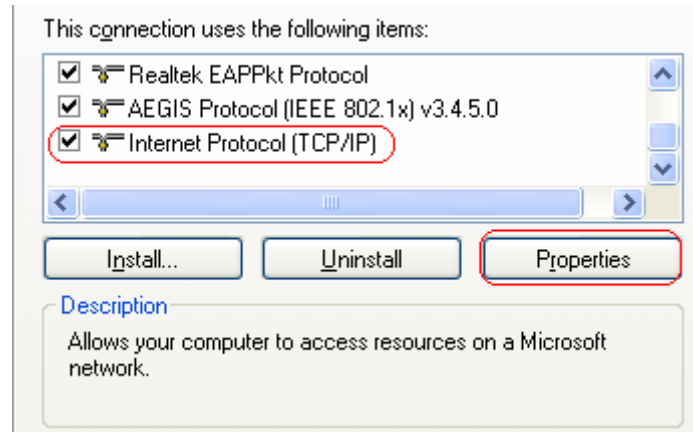 This connection uses the following items:
Realtek EAPPkt Protocol
AEGIS Protocol (IEEE 802.1x) v3.4.5.0
Internet Protocol (TCP/IP)
Install... Uninstall Properties
Description
Allows your computer to access resources on a Microsoft
network.